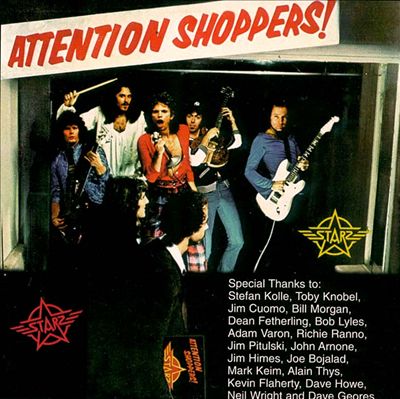 ATTENTION SHOPPERS!
STARZ
STARZ
Special Thanks to:
Stefan Kolle, Toby Knobel,
Jim Cuomo, Bill Morgan,
Dean Fetherling, Bob Lyles,
Adam Varon, Richie Ranno,
Jim Pitulski, John Arnone,
Jim Himes, Joe Bojalad,
Mark Keim, Alain Thys,
Kevin Flaherty, Dave Howe,
Neil Wright and Dave Geores
ATTENTION
SHOPPERS!